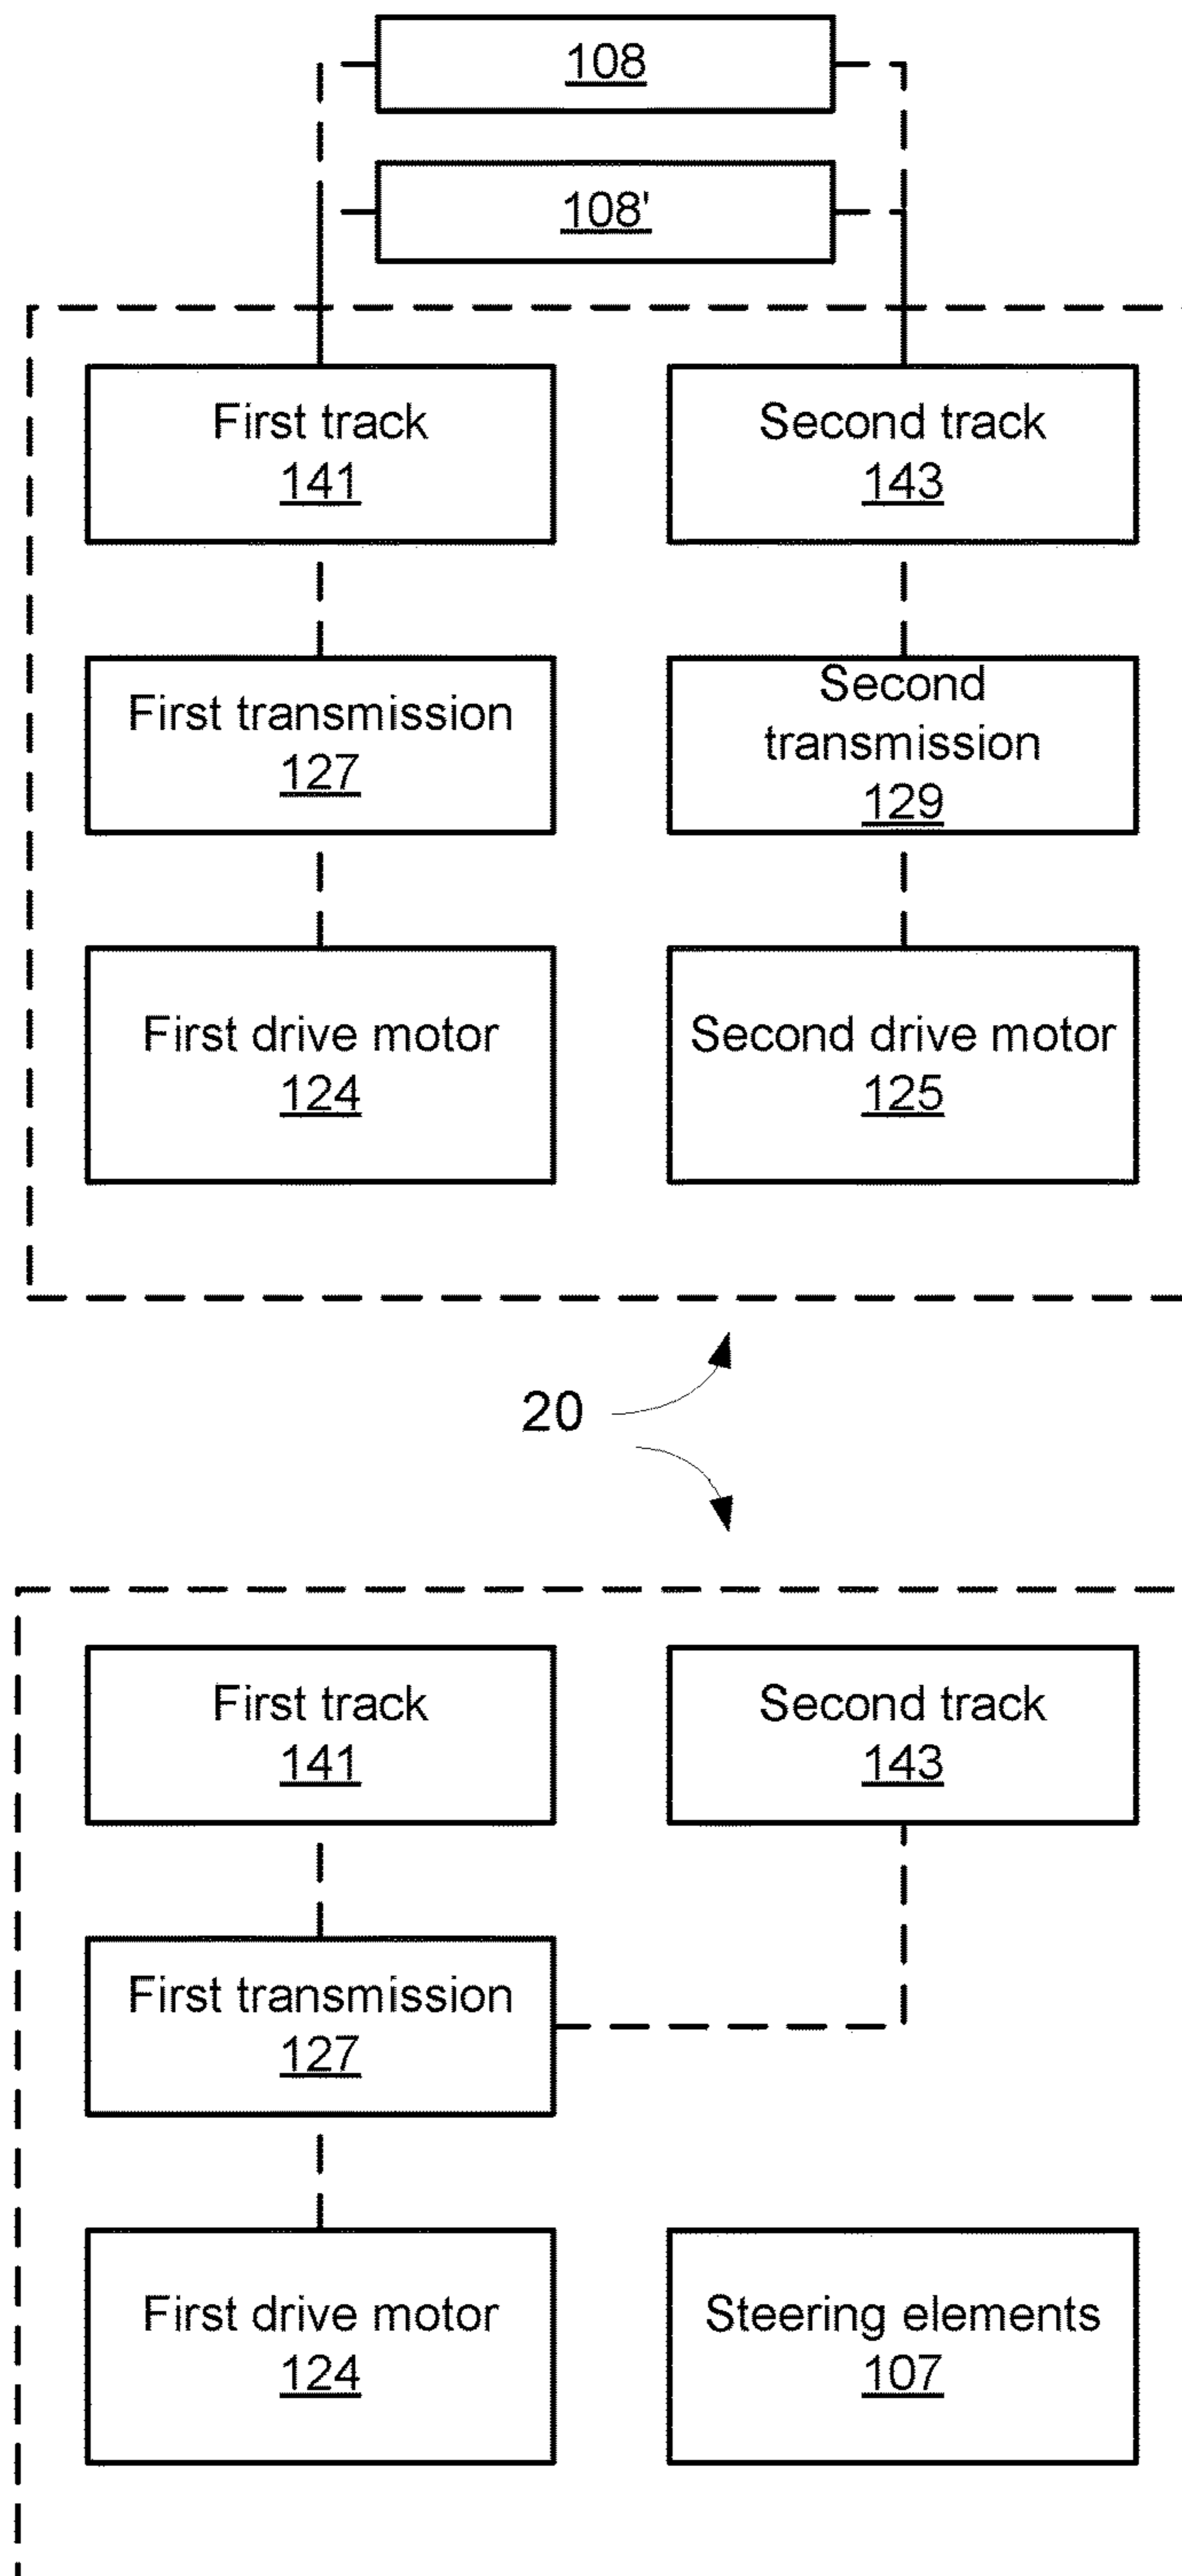 108
108'
First track
141
Second track
143
First transmission
127
Second
transmission
129
First drive motor
124
Second drive motor
125
20
First track
141
Second track
143
First transmission
127
First drive motor
124
Steering elements
107